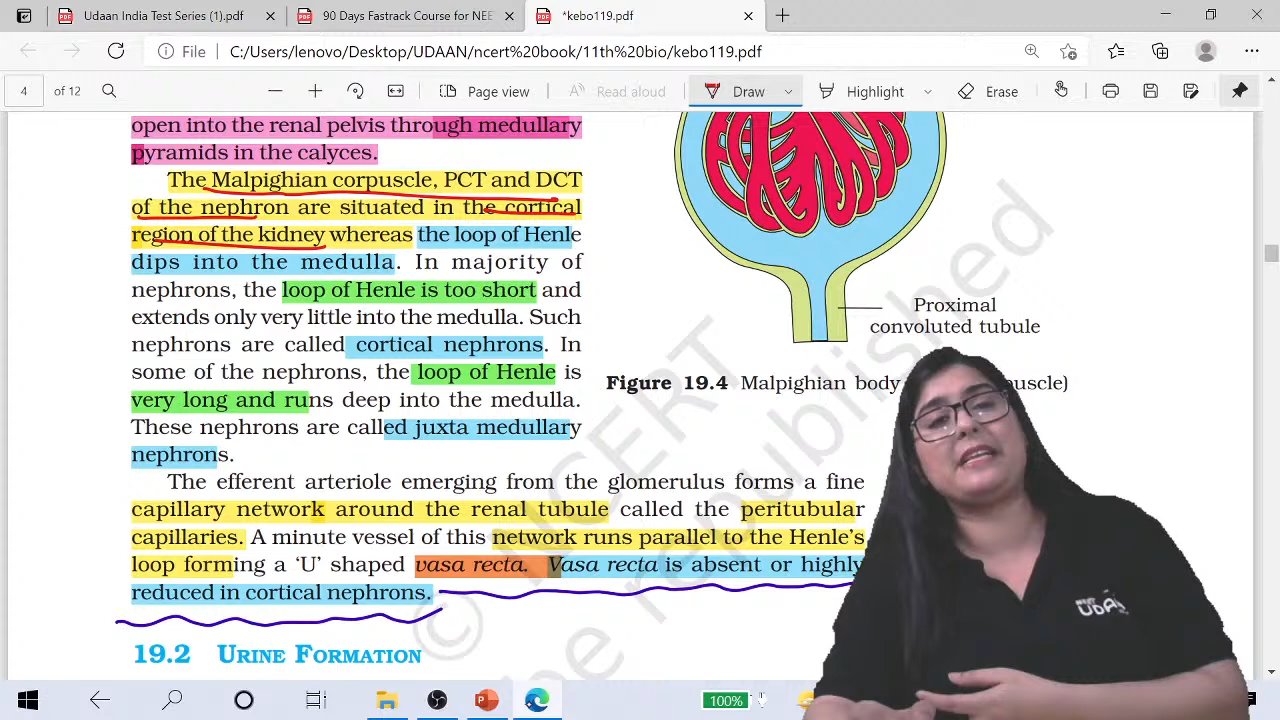 Udaan 11th biology lect
90 Days Fastrack Course for NEE
*kebo119.pdf
File C:/Users/lenovo/Desktop/UDAAN/ncert%20book/11th%20bio/kebo119.pdf
4 of 12 Page view Read aloud Draw Highlight Erase
open into the renal pelvis through medullary
pyramids in the calyces.
The Malpighian corpuscle, PCT and DCT
of the nephron are situated in the cortical
region of the kidney whereas the loop of Henle
dips into the medulla. In majority of
nephrons, the loop of Henle is too short and
extends only very little into the medulla. Such
nephrons are called cortical nephrons. In
some of the nephrons, the loop of Henle is
very long and runs deep into the medulla.
These nephrons are called juxta medullary
nephrons.
Proximal
convoluted tubule
Figure 19.4 Malpighian body
The efferent arteriole emerging from the glomerulus forms a fine
capillary network around the renal tubule called the peritubular
capillaries. A minute vessel of this network runs parallel to the Henle's
loop forming a 'U' shaped vasa recta. Vasa recta is absent or highly
reduced in cortical nephrons.
19.2 URINE FORMATION
© NCERT
be republished
UDAAN
100%